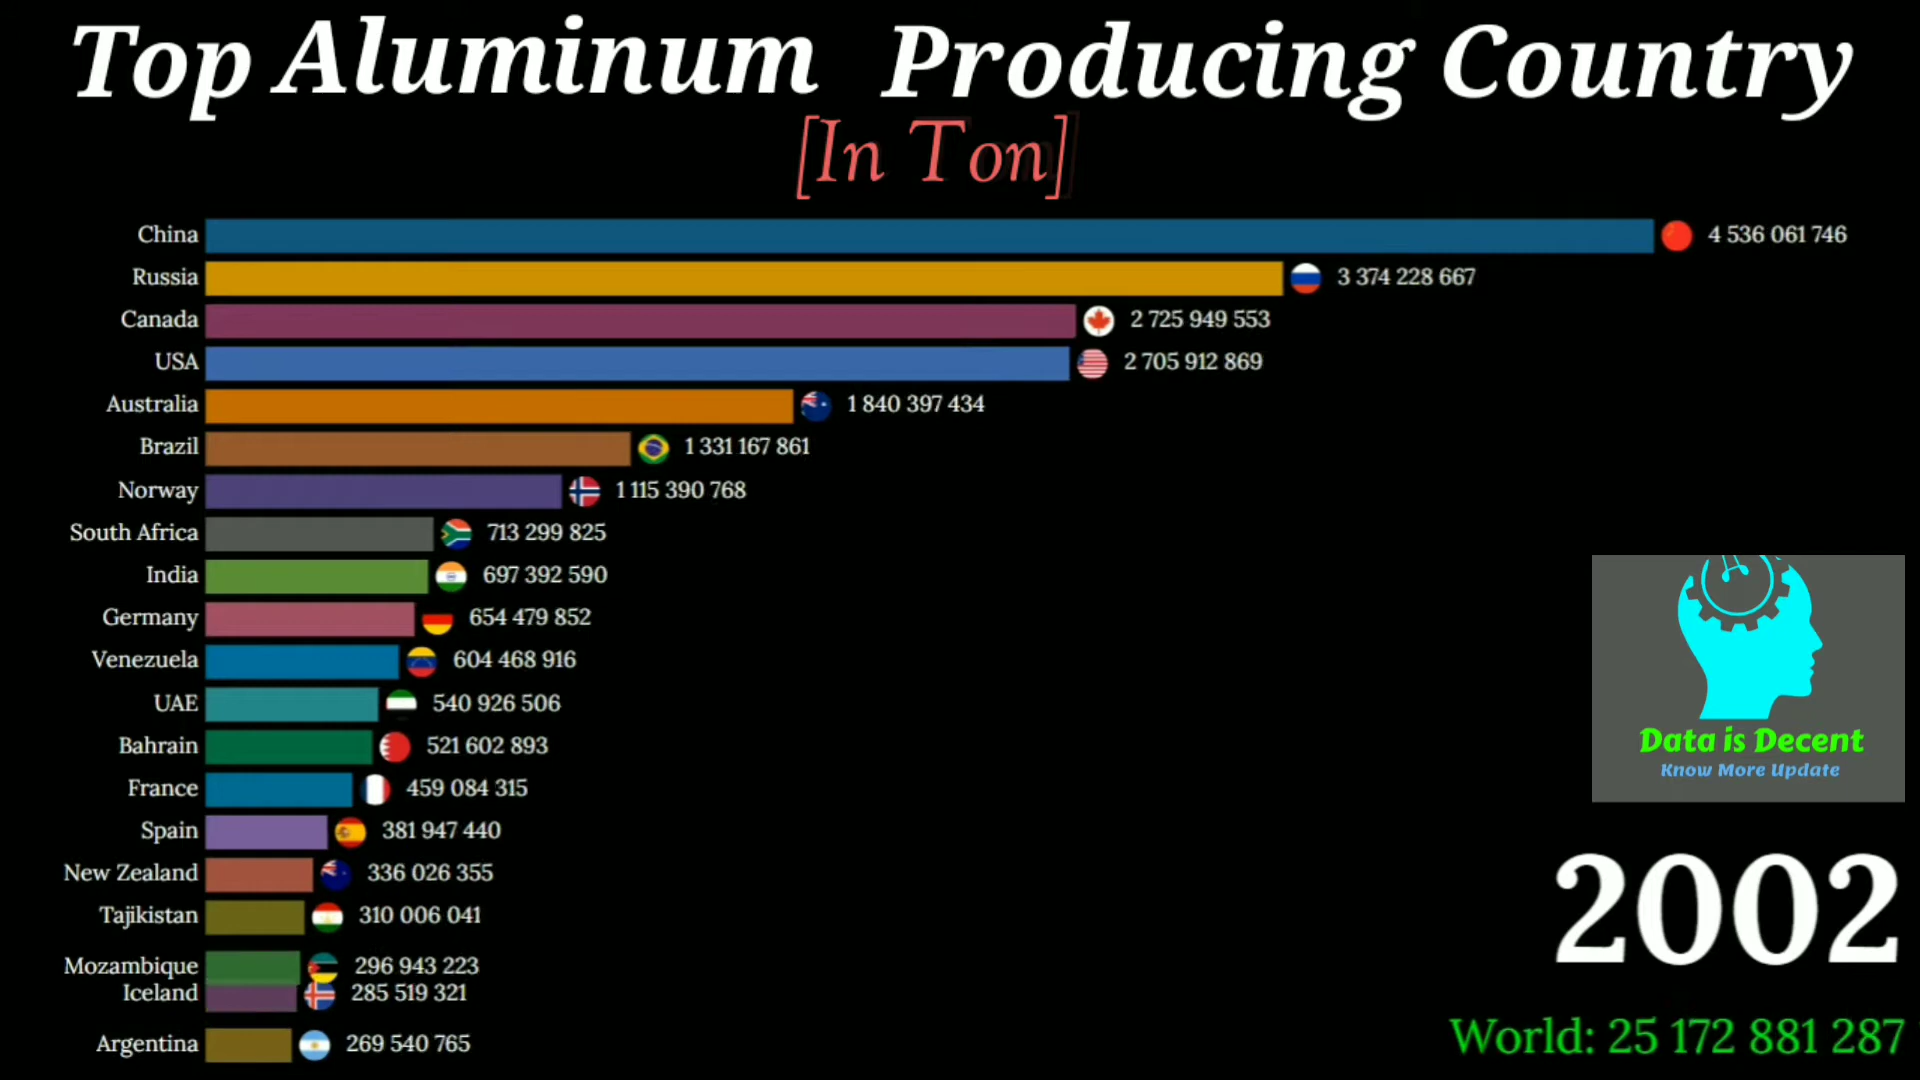 Top Aluminum Producing Country
[In Ton]
China 4 536 061 746
Russia 3 374 228 667
Canada 2 725 949 553
USA 2 705 912 869
Australia 1 840 397 434
Brazil 1 331 167 861
Norway 1 115 390 768
South Africa 713 299 825
India 697 392 590
Germany 654 479 852
Venezuela 604 468 916
UAE 540 926 506
Bahrain 521 602 893
France 459 084 315
Spain 381 947 440
New Zealand 336 026 355
Tajikistan 310 006 041
Mozambique 296 943 223
Iceland 285 519 321
Argentina 269 540 765
Data is Decent
Know More Update
2002
World: 25 172 881 287